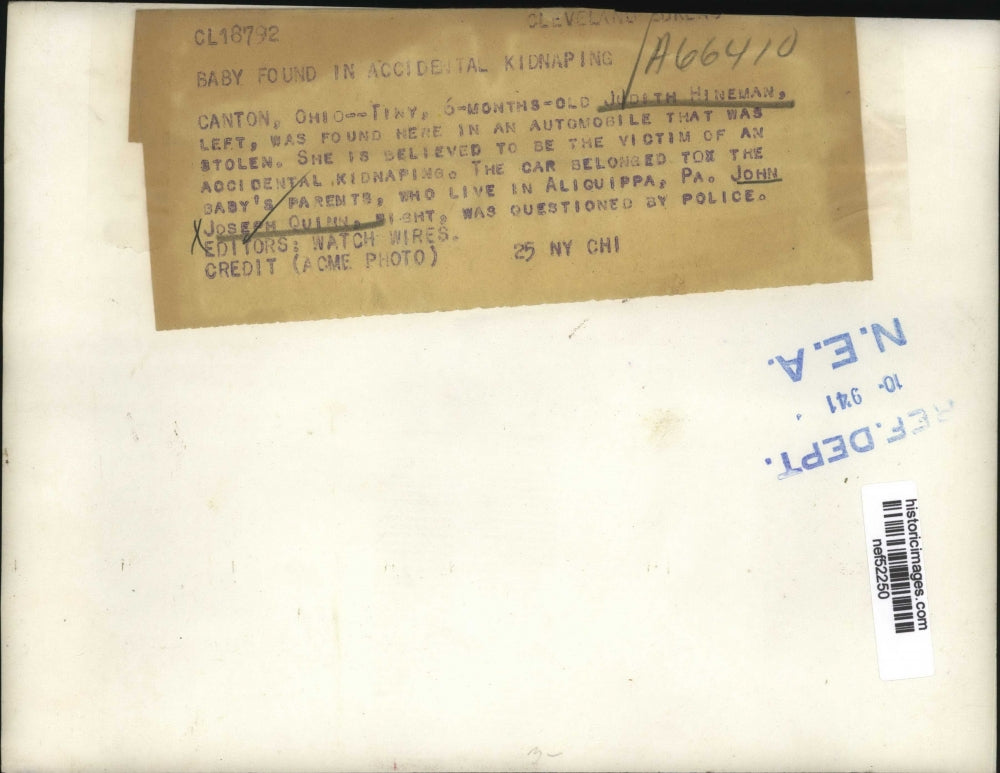 CLEVELAND BUREAU
CL18792
A66410
BABY FOUND IN ACCIDENTAL KIDNAPING
CANTON, OHIO--TINY, 6-MONTHS-OLD JUDITH HINEMAN,
LEFT, WAS FOUND HERE IN AN AUTOMOBILE THAT WAS
STOLEN. SHE IS BELIEVED TO BE THE VICTIM OF AN
ACCIDENTAL KIDNAPING. THE CAR BELONGED TOX THE
BABY'S PARENTS, WHO LIVE IN ALIQUIPPA, PA. JOHN
X JOSEPH QUINN, RIGHT, WAS QUESTIONED BY POLICE.
EDITORS: WATCH WIRES.
CREDIT (ACME PHOTO) 25 NY CHI
N.E.A.
10 941
REF. DEPT.
historicimages.com
nef52250